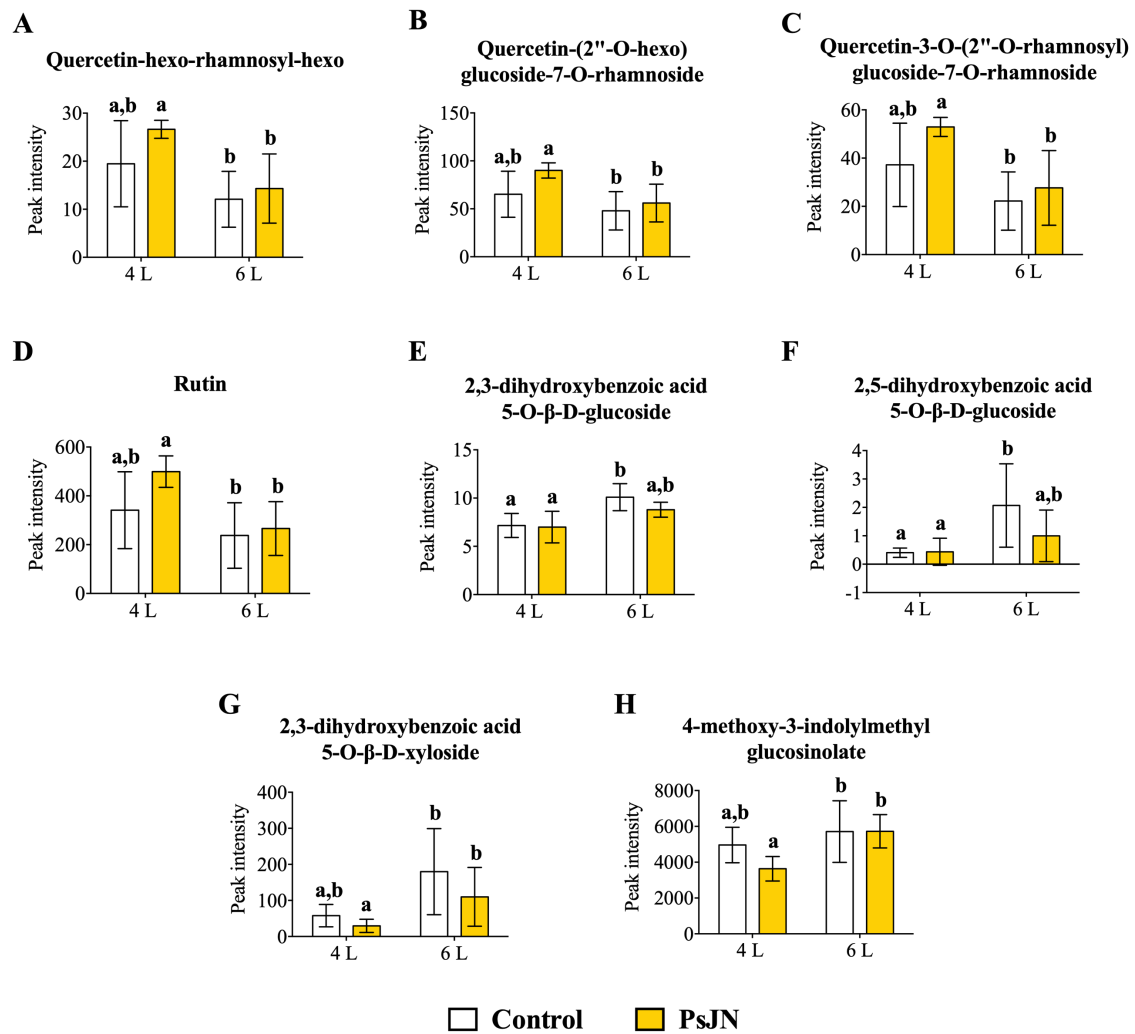 A
Quercetin-hexo-rhamnosyl-hexo
Peak intensity
30
20
10
0
a,b
a
b
b
4 L
6 L
B
Quercetin-(2"-O-hexo)
glucoside-7-O-rhamnoside
Peak intensity
150
100
50
0
a,b
a
b
b
4 L
6 L
C
Quercetin-3-O-(2"-O-rhamnosyl)
glucoside-7-O-rhamnoside
Peak intensity
60
40
20
0
a,b
a
b
b
4 L
6 L
D
Rutin
Peak intensity
600
400
200
0
a,b
a
b
b
4 L
6 L
E
2,3-dihydroxybenzoic acid
5-O-β-D-glucoside
Peak intensity
15
10
5
0
a
a
b
a,b
4 L
6 L
F
2,5-dihydroxybenzoic acid
5-O-β-D-glucoside
Peak intensity
4
3
2
1
0
-1
a
a
b
a,b
4 L
6 L
G
2,3-dihydroxybenzoic acid
5-O-β-D-xyloside
Peak intensity
400
300
200
100
0
a,b
a
b
b
4 L
6 L
H
4-methoxy-3-indolylmethyl
glucosinolate
Peak intensity
8000
6000
4000
2000
0
a,b
a
b
b
4 L
6 L
Control
PsJN